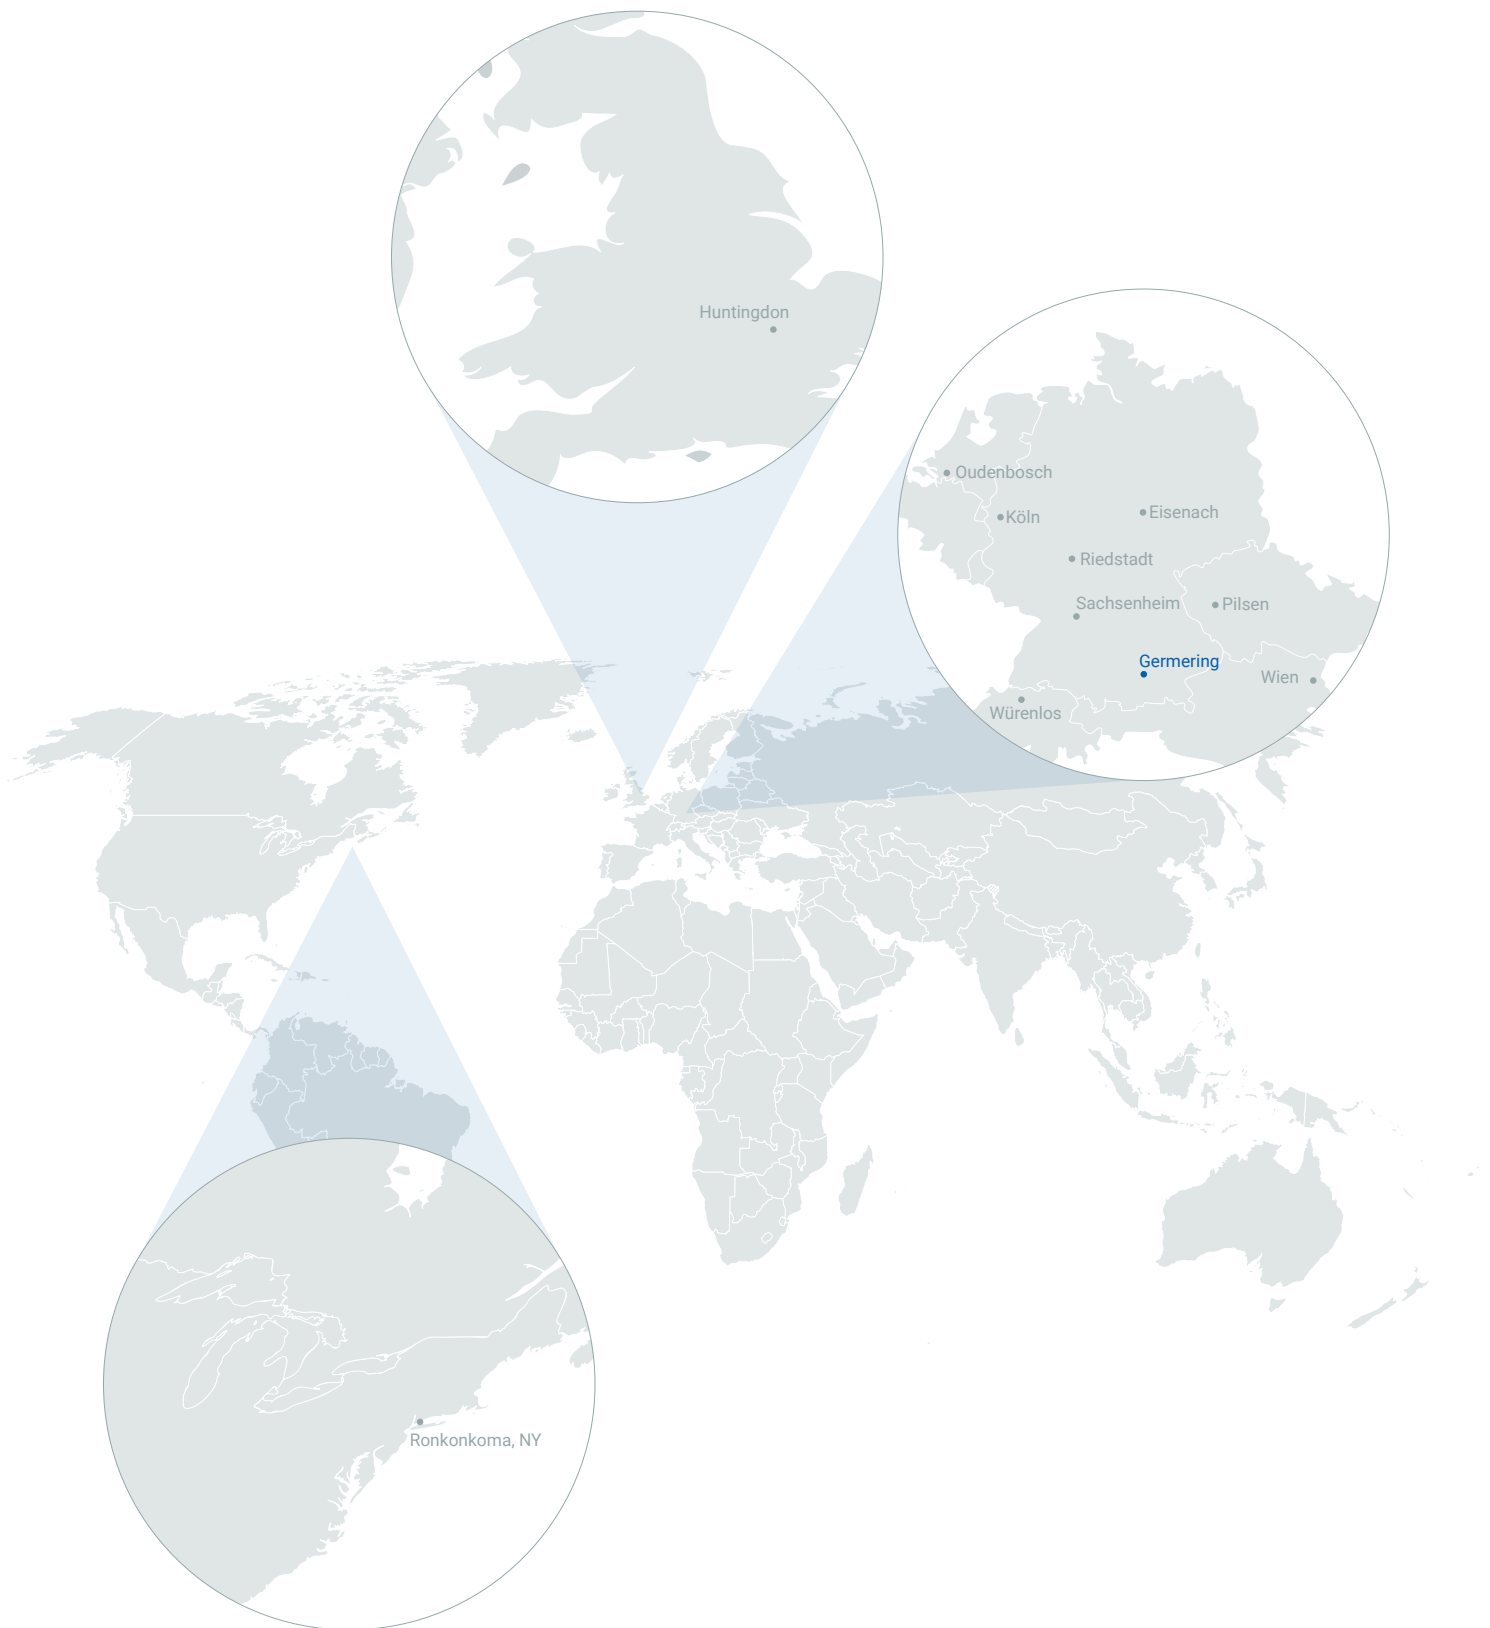 Huntingdon
Oudenbosch
Köln
Eisenach
Riedstadt
Sachsenheim
Pilsen
Germering
Wien
Würenlos
Ronkonkoma, NY